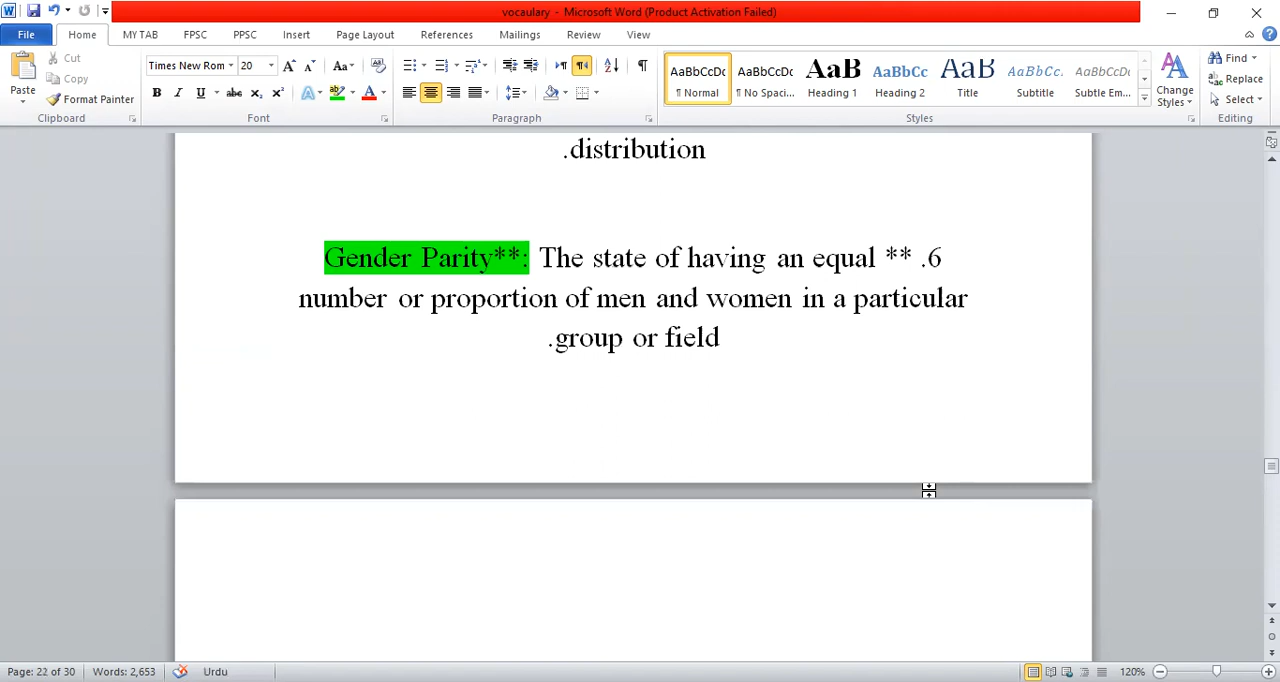 vocaulary - Microsoft Word (Product Activation Failed)
File Home MY TAB FPSC PPSC Insert Page Layout References Mailings Review View
Paste
Cut
Copy
Format Painter
Clipboard
Times New Rom 20
Font
Paragraph
AaBbCcDc AaBbCcDc AaB AaBbCc AaB AaBbCc. AaBbCcDc
¶ Normal ¶ No Spaci... Heading 1 Heading 2 Title Subtitle Subtle Em...
Styles
Change Styles
Find
Replace
Select
Editing
.distribution
Gender Parity**: The state of having an equal ** .6
number or proportion of men and women in a particular
.group or field
Page: 22 of 30 Words: 2,653 Urdu 120%